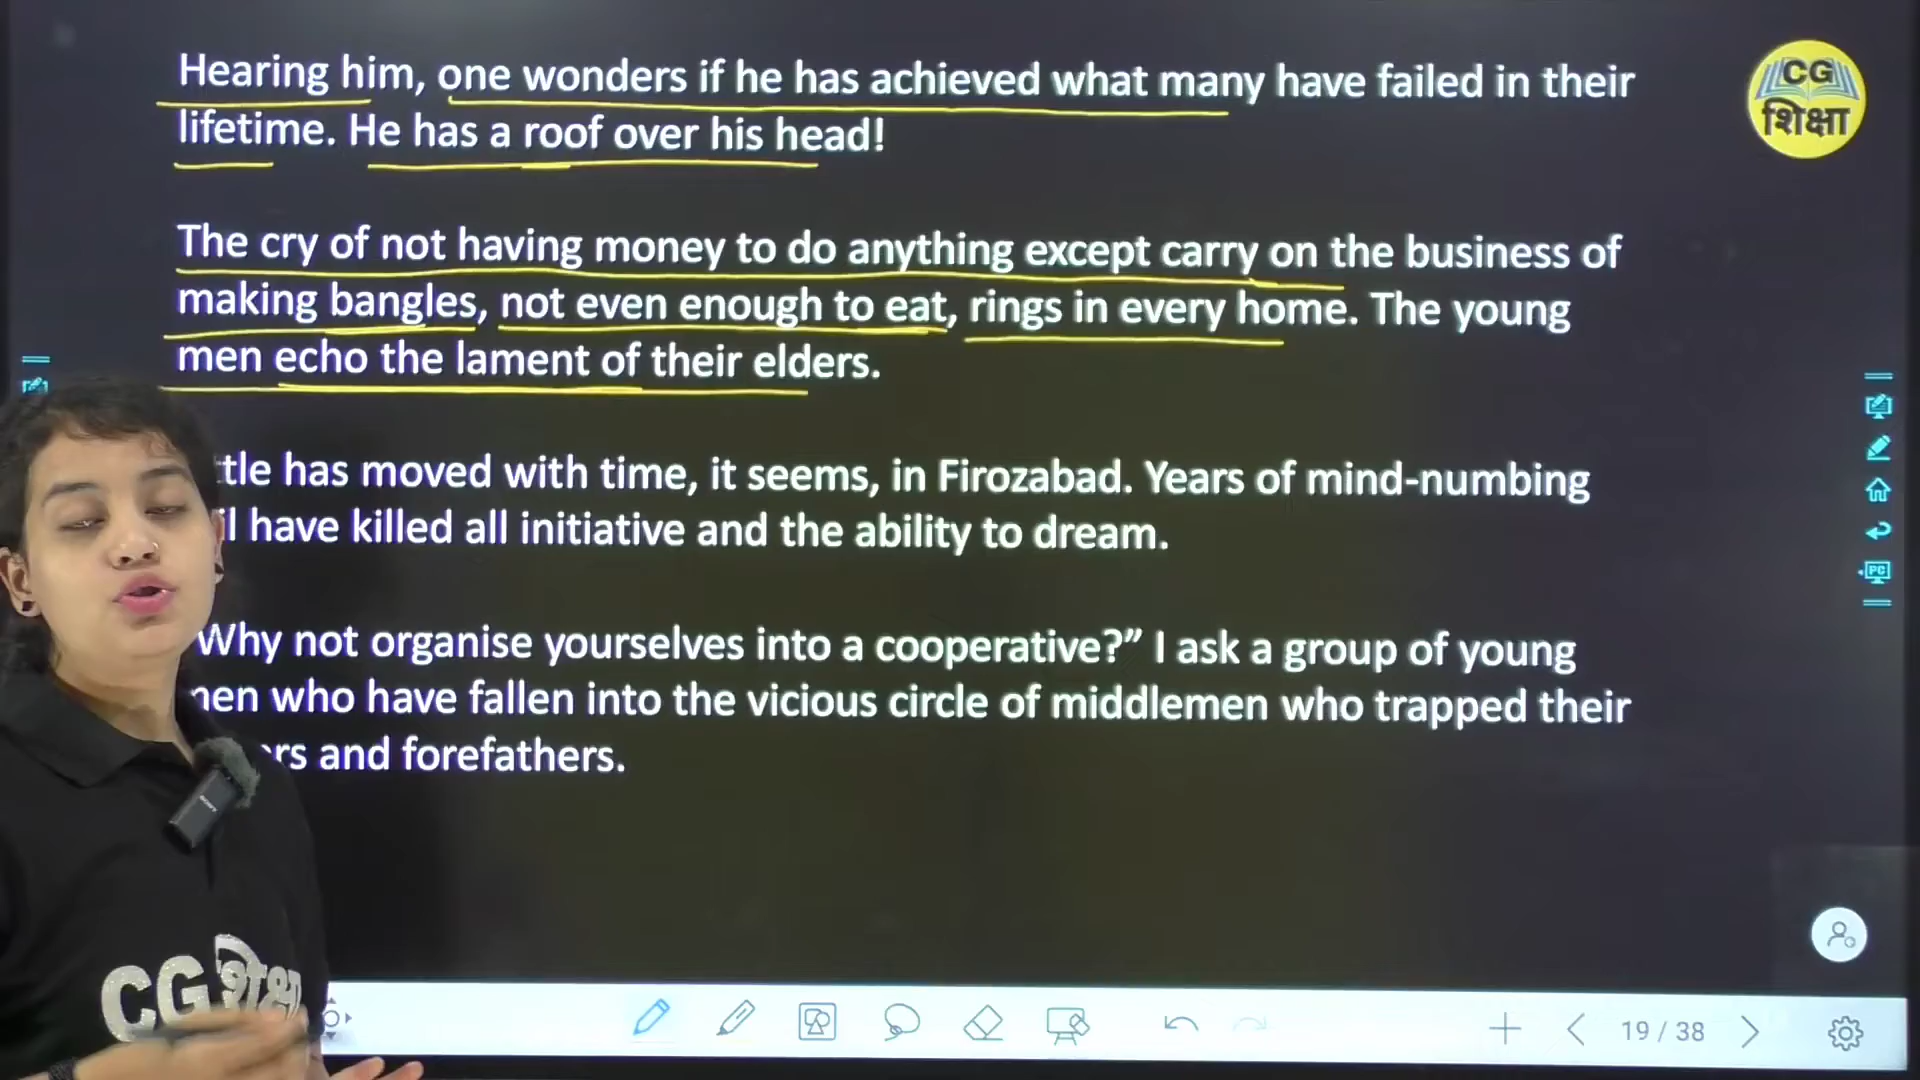 Hearing him, one wonders if he has achieved what many have failed in their
lifetime. He has a roof over his head!
The cry of not having money to do anything except carry on the business of
making bangles, not even enough to eat, rings in every home. The young
men echo the lament of their elders.
has moved with time, it seems, in Firozabad. Years of mind-numbing
have killed all initiative and the ability to dream.
Why not organise yourselves into a cooperative?” I ask a group of young
who have fallen into the vicious circle of middlemen who trapped their
and forefathers.
CG
शिक्षा
PC
SONY
CG शिक्षा
19 / 38